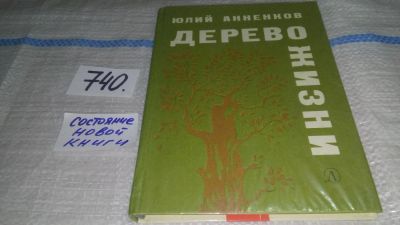 ЮЛИЙ АННЕНКОВ
ДЕРЕВО
ЖИЗНИ
740.
СОСТОЯНИЕ
НОВОЙ
КНИГИ